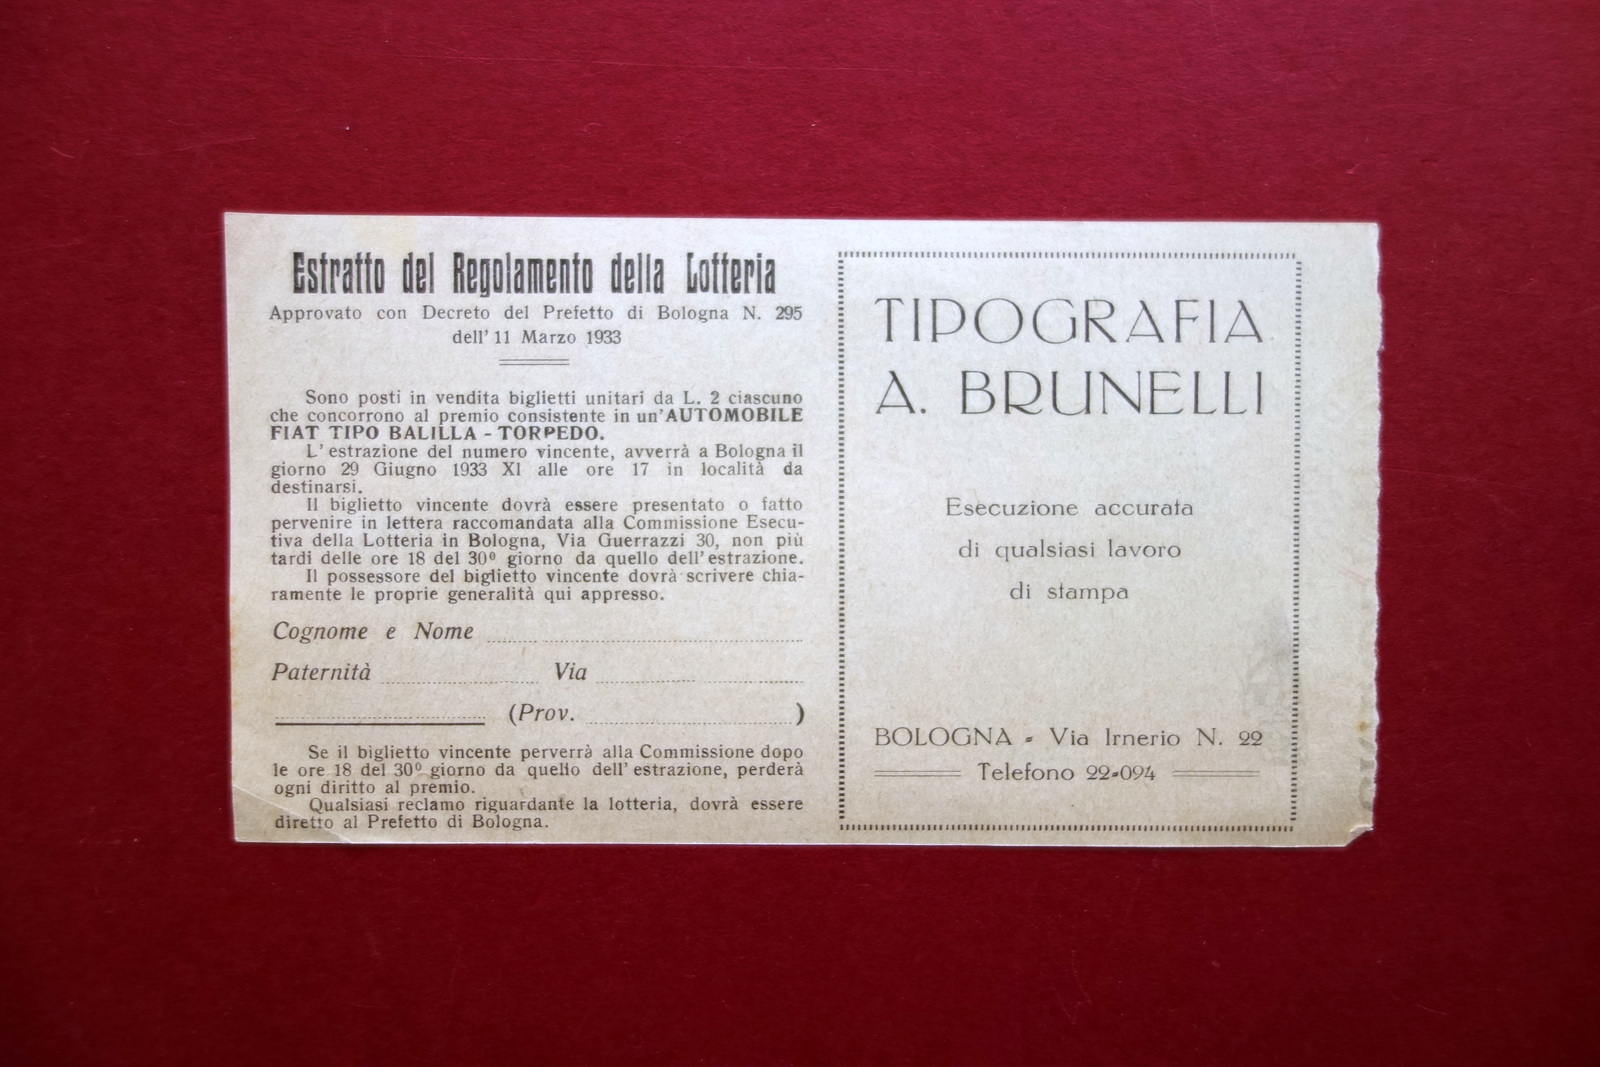 Estratto del Regolamento della Lotteria
Approvato con Decreto del Prefetto di Bologna N. 295
dell' 11 Marzo 1933
Sono posti in vendita biglietti unitari da L. 2 ciascuno
che concorrono al premio consistente in un'AUTOMOBILE
FIAT TIPO BALILLA - TORPEDO.
L' estrazione del numero vincente, avverrà a Bologna il
giorno 29 Giugno 1933 XI alle ore 17 in località da
destinarsi.
Il biglietto vincente dovrà essere presentato o fatto
pervenire in lettera raccomandata alla Commissione Esecu-
tiva della Lotteria in Bologna, Via Guerrazzi 30, non più
tardi delle ore 18 del 30º giorno da quello dell' estrazione.
Il possessore del biglietto vincente dovrà scrivere chia-
ramente le proprie generalità qui appresso.
Cognome e Nome
Paternità Via
(Prov. )
Se il biglietto vincente perverrà alla Commissione dopo
le ore 18 del 30º giorno da quello dell' estrazione, perderà
ogni diritto al premio.
Qualsiasi reclamo riguardante la lotteria, dovrà essere
diretto al Prefetto di Bologna.
TIPOGRAFIA
A. BRUNELLI
Esecuzione accurata
di qualsiasi lavoro
di stampa
BOLOGNA - Via Irnerio N. 22
Telefono 22-094